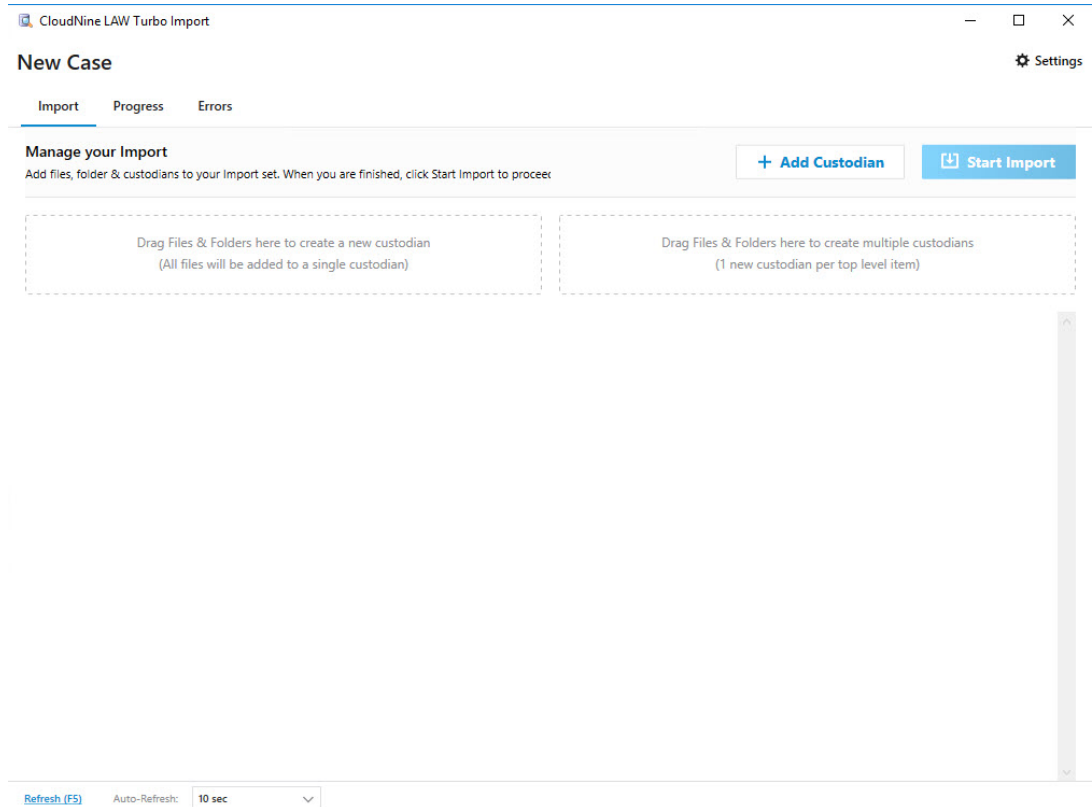 CloudNine LAW Turbo Import
New Case
Settings
Import Progress Errors
Manage your Import
Add files, folder & custodians to your Import set. When you are finished, click Start Import to proceed
+ Add Custodian
Start Import
Drag Files & Folders here to create a new custodian
(All files will be added to a single custodian)
Drag Files & Folders here to create multiple custodians
(1 new custodian per top level item)
Refresh (F5) Auto-Refresh: 10 sec